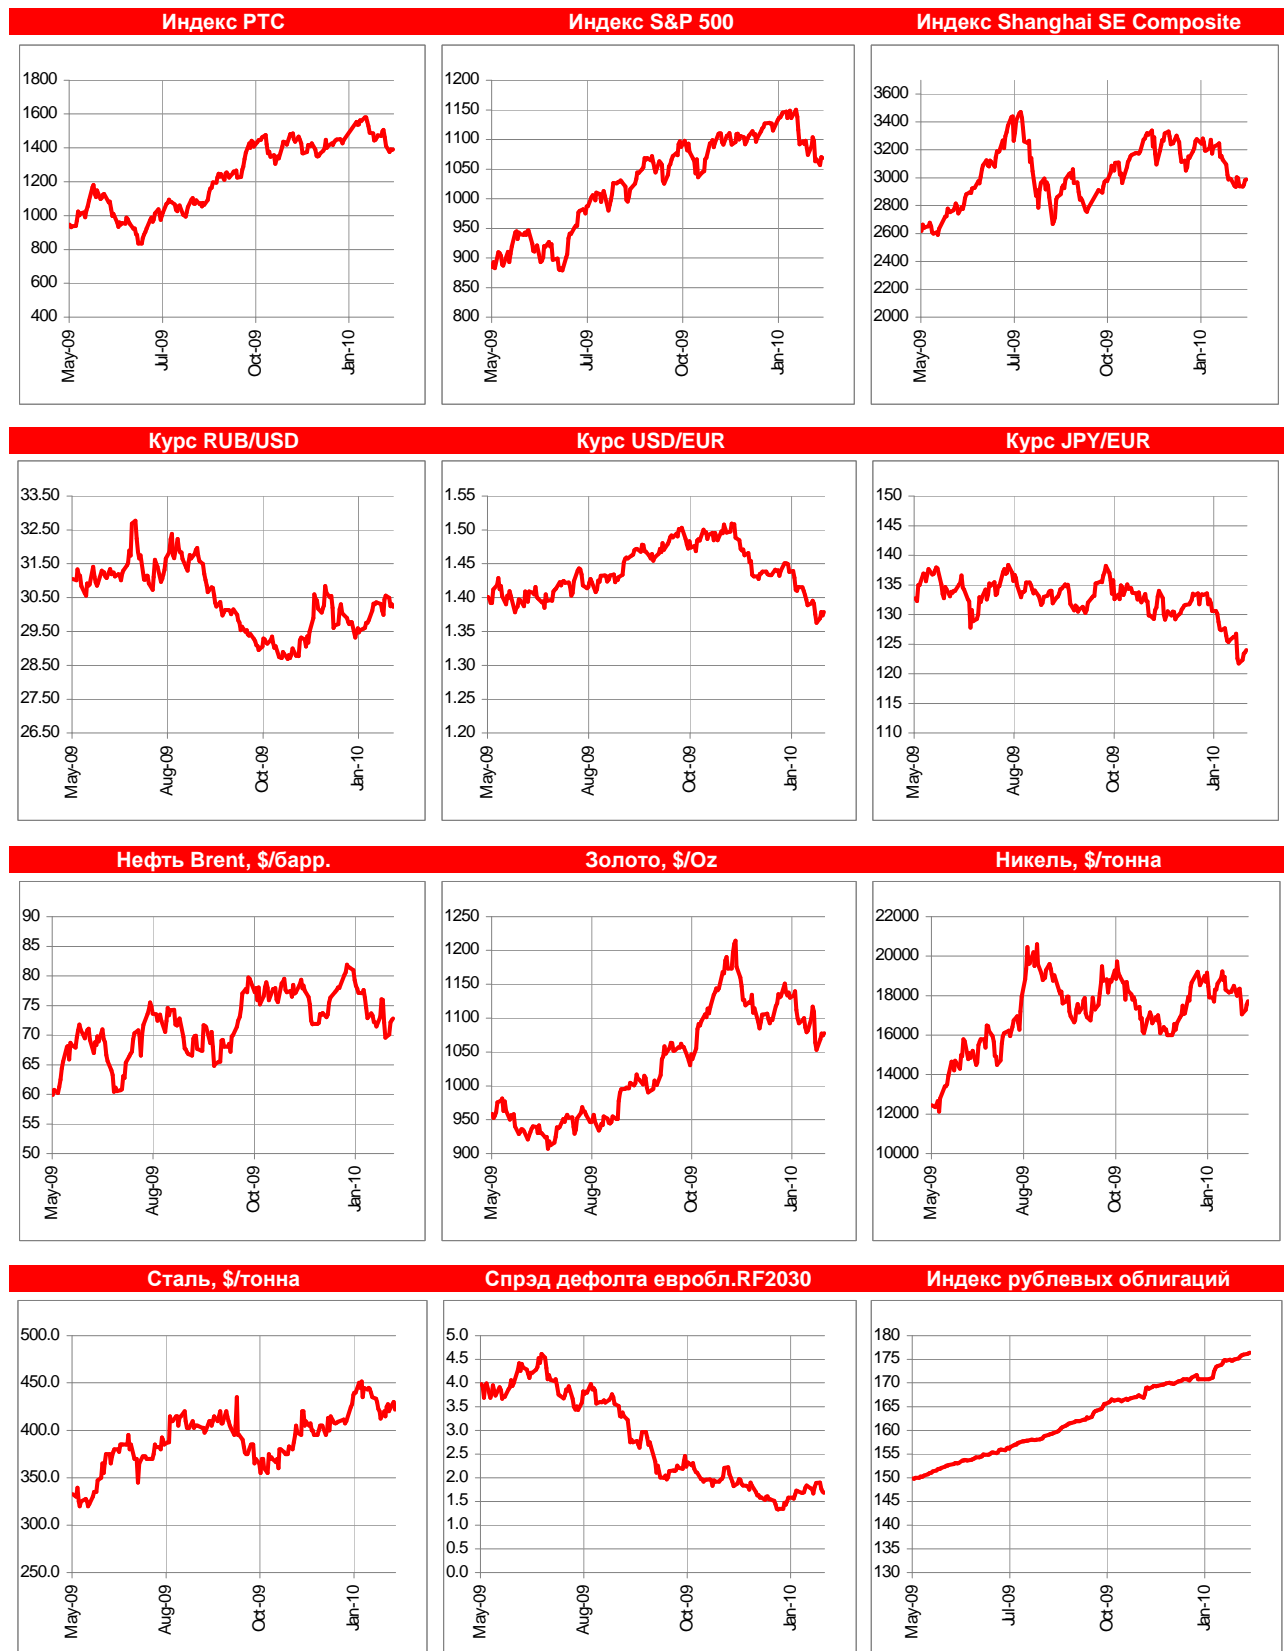 Индекс РТС
Индекс S&P 500
Индекс Shanghai SE Composite
1800
1600
1400
1200
1000
800
600
400
May-09
Jul-09
Oct-09
Jan-10
1200
1150
1100
1050
1000
950
900
850
800
May-09
Jul-09
Oct-09
Jan-10
3600
3400
3200
3000
2800
2600
2400
2200
2000
May-09
Jul-09
Oct-09
Jan-10
Курс RUB/USD
Курс USD/EUR
Курс JPY/EUR
33.50
32.50
31.50
30.50
29.50
28.50
27.50
26.50
May-09
Aug-09
Oct-09
Jan-10
1.55
1.50
1.45
1.40
1.35
1.30
1.25
1.20
May-09
Aug-09
Oct-09
Jan-10
150
145
140
135
130
125
120
115
110
May-09
Aug-09
Oct-09
Jan-10
Нефть Brent, $/барр.
Золото, $/Oz
Никель, $/тонна
90
85
80
75
70
65
60
55
50
May-09
Aug-09
Oct-09
Jan-10
1250
1200
1150
1100
1050
1000
950
900
May-09
Aug-09
Oct-09
Jan-10
22000
20000
18000
16000
14000
12000
10000
May-09
Aug-09
Oct-09
Jan-10
Сталь, $/тонна
Спрэд дефолта евробл.RF2030
Индекс рублевых облигаций
500.0
450.0
400.0
350.0
300.0
250.0
May-09
Aug-09
Oct-09
Jan-10
5.0
4.5
4.0
3.5
3.0
2.5
2.0
1.5
1.0
0.5
0.0
May-09
Aug-09
Oct-09
Jan-10
180
175
170
165
160
155
150
145
140
135
130
May-09
Jul-09
Oct-09
Jan-10